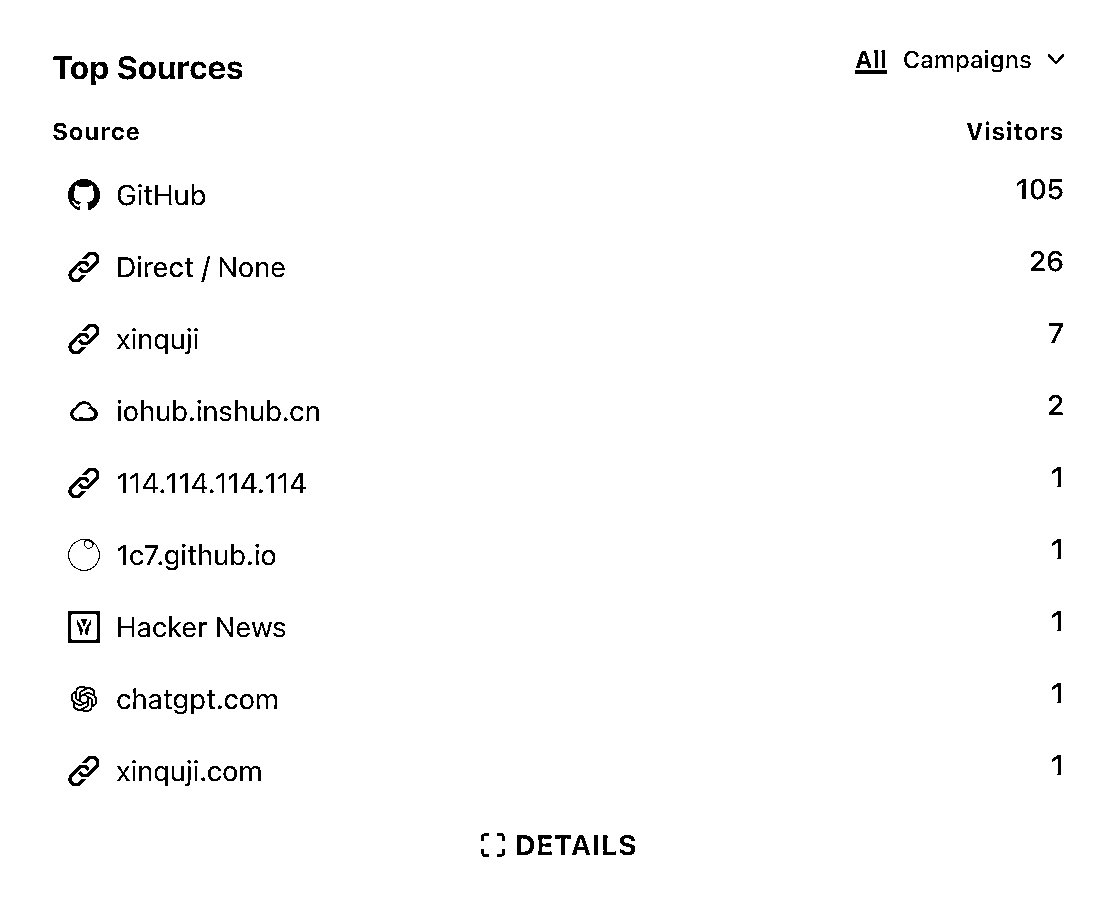 Top Sources
All Campaigns
Source Visitors
GitHub 105
Direct / None 26
xinquji 7
iohub.inshub.cn 2
114.114.114.114 1
1c7.github.io 1
Hacker News 1
chatgpt.com 1
xinquji.com 1
DETAILS